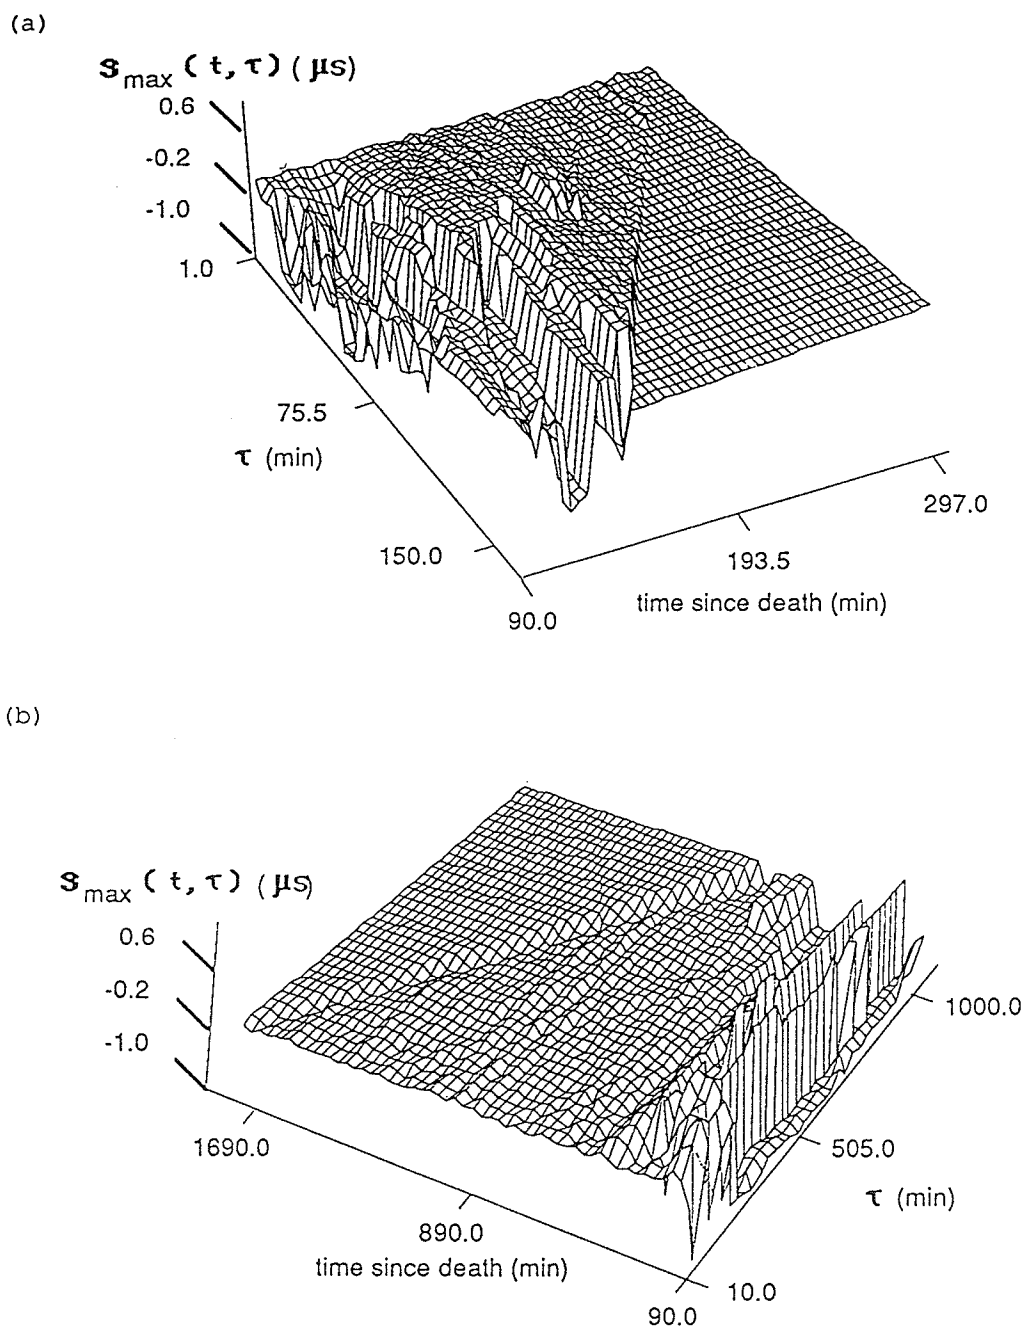 (a)
s max (t,τ) (μs)
0.6
-0.2
-1.0
1.0
75.5
τ (min)
150.0
90.0
193.5
297.0
time since death (min)
(b)
s max (t,τ) (μs)
0.6
-0.2
-1.0
1690.0
890.0
time since death (min)
90.0
10.0
505.0
1000.0
τ (min)